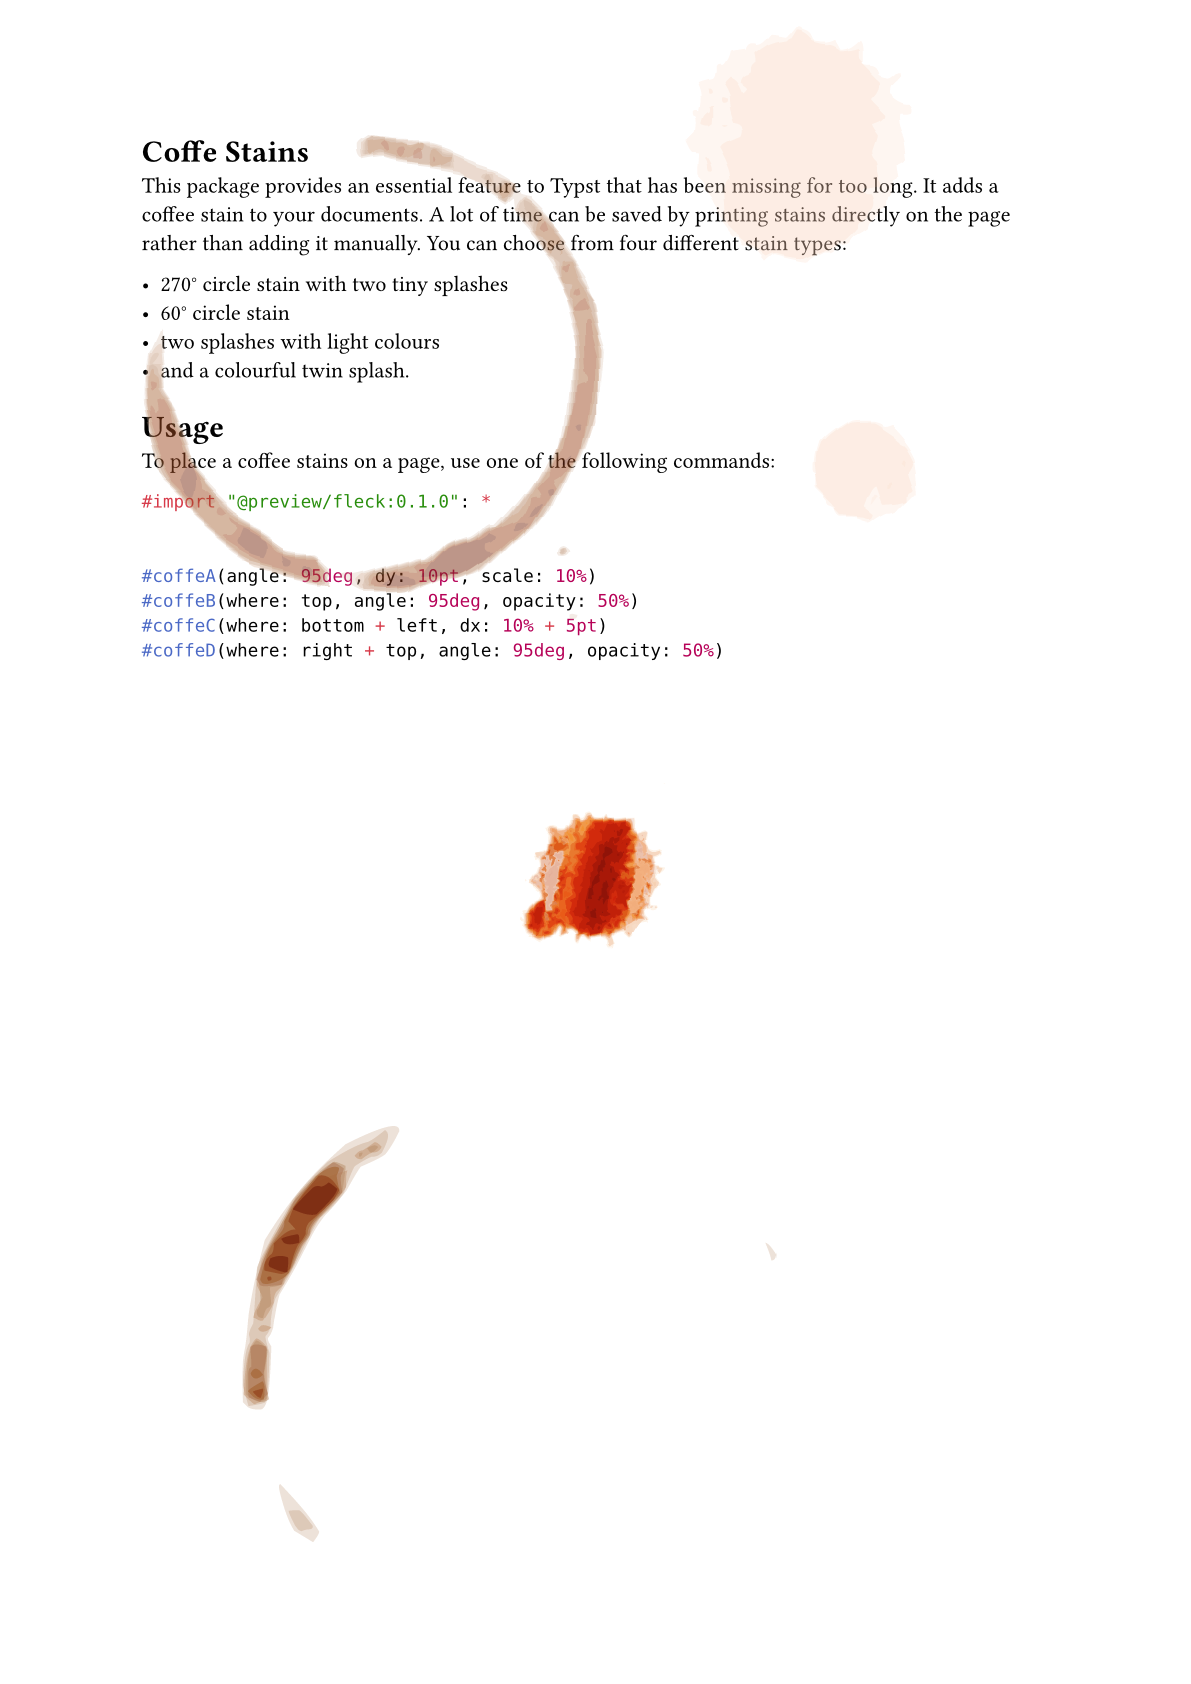 Coffe Stains
This package provides an essential feature to Typst that has been missing for too long. It adds a
coffee stain to your documents. A lot of time can be saved by printing stains directly on the page
rather than adding it manually. You can choose from four different stain types:
• 270° circle stain with two tiny splashes
• 60° circle stain
• two splashes with light colours
• and a colourful twin splash.
Usage
To place a coffee stains on a page, use one of the following commands:
#import "@preview/fleck:0.1.0": *
#coffeA(angle: 95deg, dy: 10pt, scale: 10%)
#coffeB(where: top, angle: 95deg, opacity: 50%)
#coffeC(where: bottom + left, dx: 10% + 5pt)
#coffeD(where: right + top, angle: 95deg, opacity: 50%)